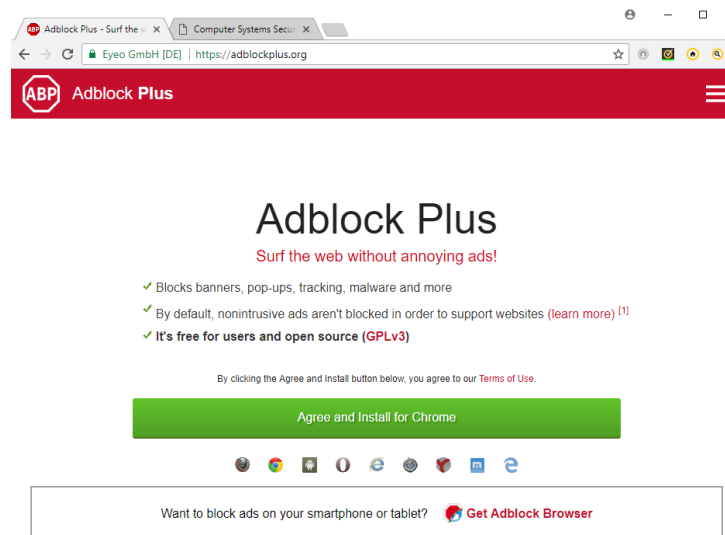 Adblock Plus - Surf the w
Computer Systems Secur
Eyeo GmbH [DE] | https://adblockplus.org
ABP Adblock Plus
Adblock Plus
Surf the web without annoying ads!
Blocks banners, pop-ups, tracking, malware and more
By default, nonintrusive ads aren't blocked in order to support websites (learn more) [1]
It's free for users and open source (GPLv3)
By clicking the Agree and Install button below, you agree to our Terms of Use.
Agree and Install for Chrome
Want to block ads on your smartphone or tablet? Get Adblock Browser